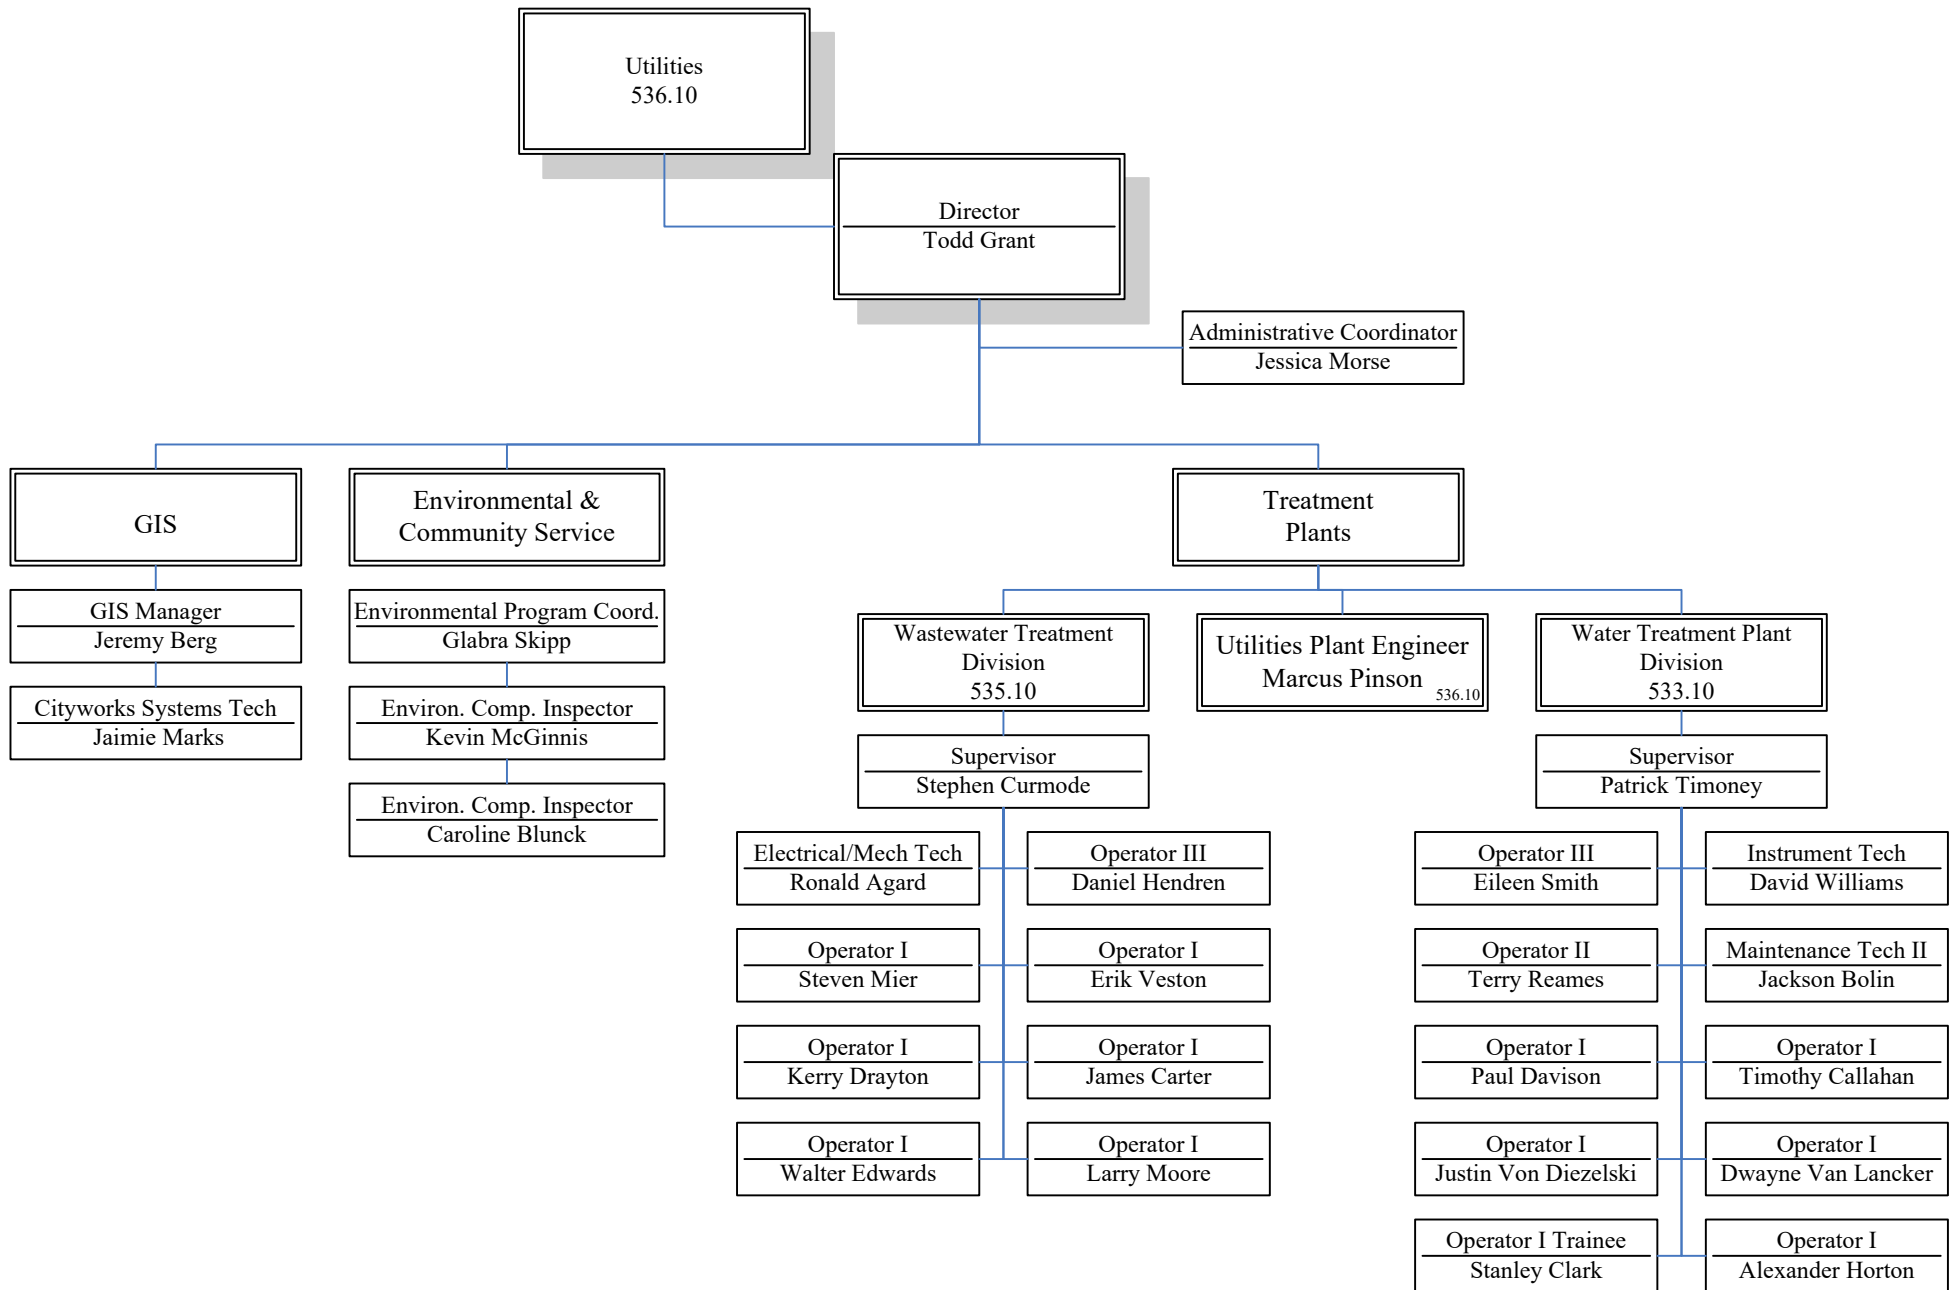 Utilities
536.10
Director
Todd Grant
Administrative Coordinator
Jessica Morse
GIS
GIS Manager
Jeremy Berg
Cityworks Systems Tech
Jaimie Marks
Environmental &
Community Service
Environmental Program Coord.
Glabra Skipp
Environ. Comp. Inspector
Kevin McGinnis
Environ. Comp. Inspector
Caroline Blunck
Treatment
Plants
Wastewater Treatment
Division
535.10
Supervisor
Stephen Curmode
Electrical/Mech Tech
Ronald Agard
Operator III
Daniel Hendren
Operator I
Steven Mier
Operator I
Erik Veston
Operator I
Kerry Drayton
Operator I
James Carter
Operator I
Walter Edwards
Operator I
Larry Moore
Utilities Plant Engineer
Marcus Pinson
536.10
Water Treatment Plant
Division
533.10
Supervisor
Patrick Timoney
Operator III
Eileen Smith
Instrument Tech
David Williams
Operator II
Terry Reames
Maintenance Tech II
Jackson Bolin
Operator I
Paul Davison
Operator I
Timothy Callahan
Operator I
Justin Von Diezelski
Operator I
Dwayne Van Lancker
Operator I Trainee
Stanley Clark
Operator I
Alexander Horton